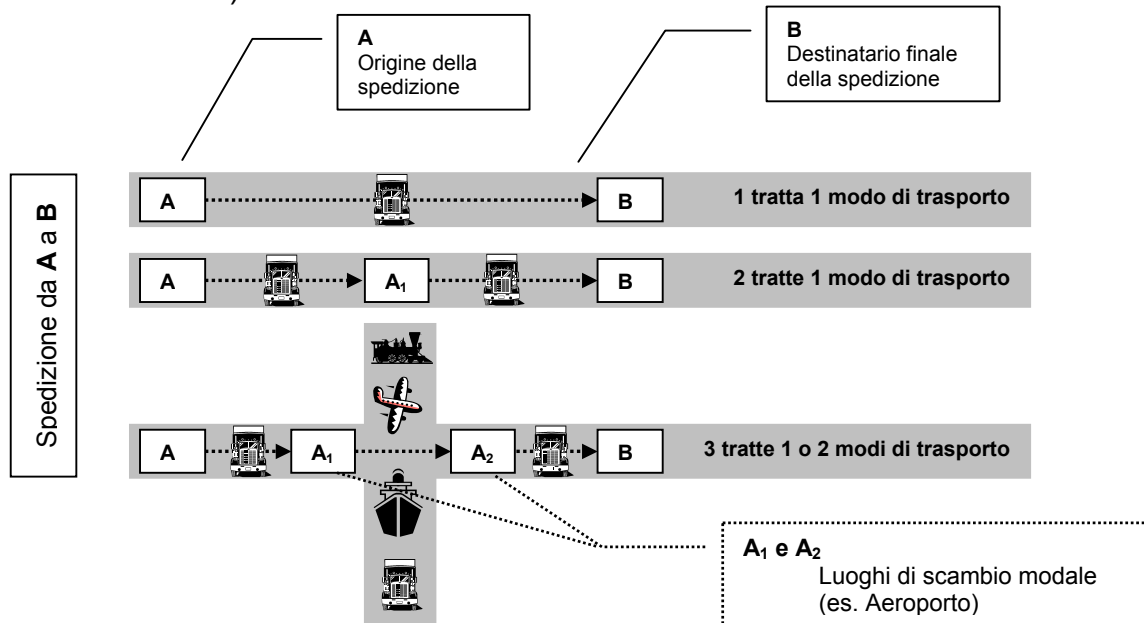 )
A
Origine della
spedizione
B
Destinatario finale
della spedizione
Spedizione da A a B
A B 1 tratta 1 modo di trasporto
A A₁ B 2 tratte 1 modo di trasporto
A A₁ A₂ B 3 tratte 1 o 2 modi di trasporto
A₁ e A₂
Luoghi di scambio modale
(es. Aeroporto)